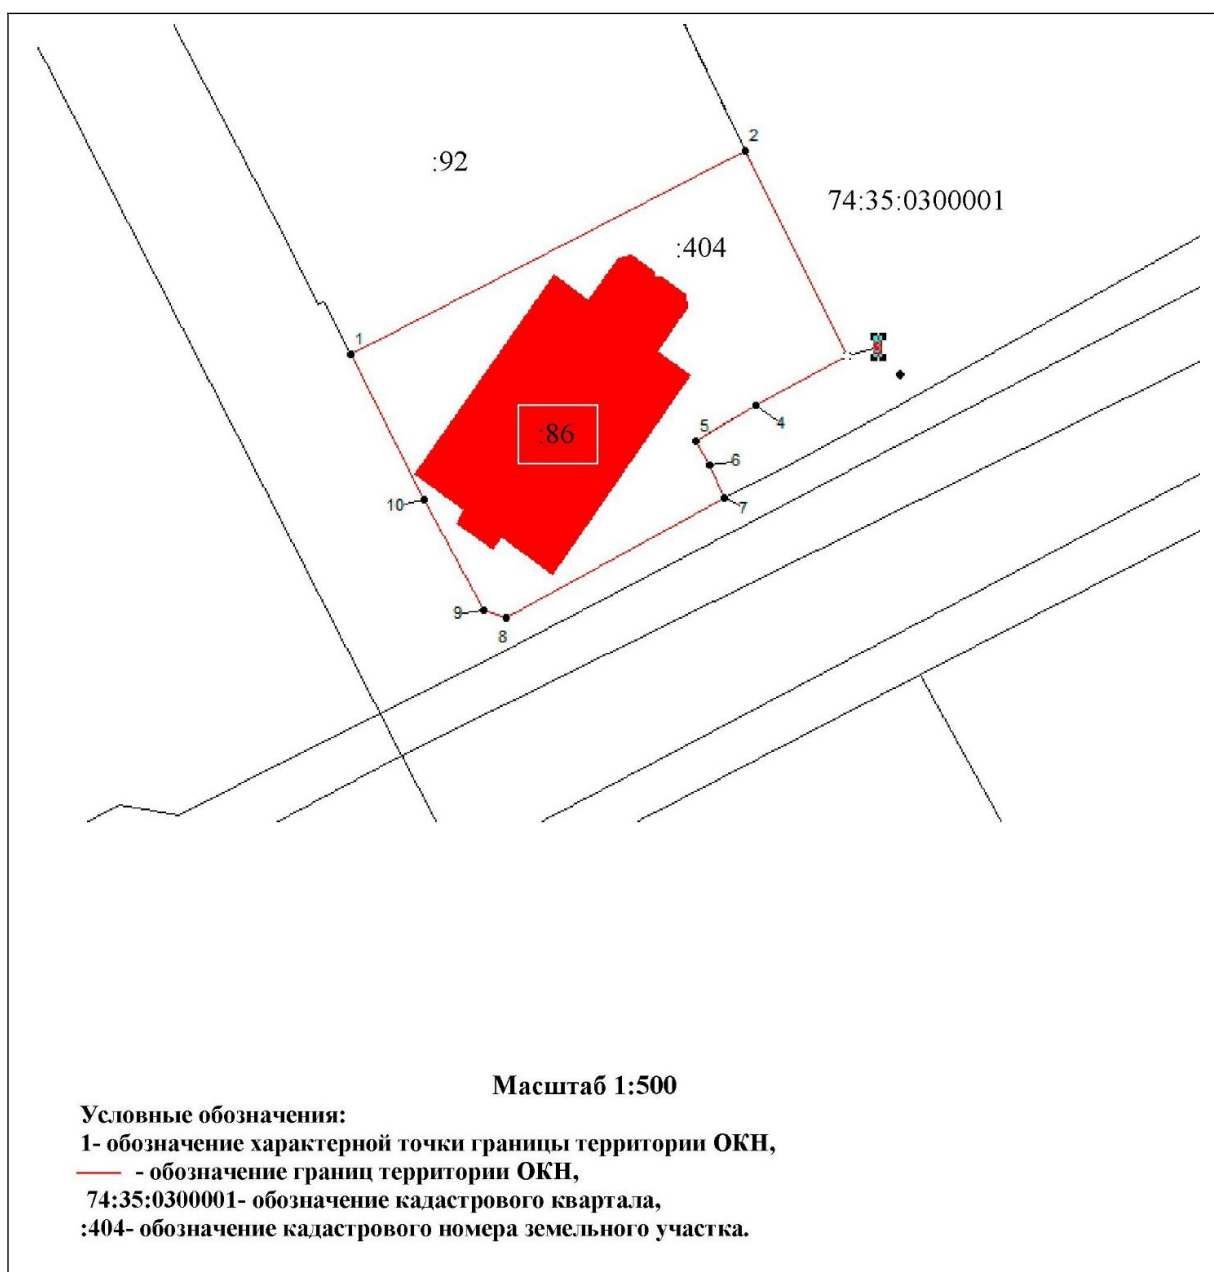 2
:92
74:35:0300001
:404
1
4
5
:86
6
10
7
9
8
Масштаб 1:500
Условные обозначения:
1- обозначение характерной точки границы территории ОКН,
- обозначение границ территории ОКН,
74:35:0300001- обозначение кадастрового квартала,
:404- обозначение кадастрового номера земельного участка.